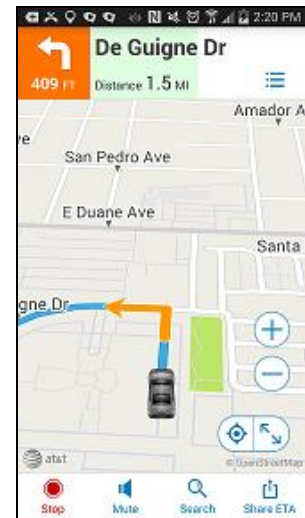 2:20 PM
De Guigne Dr
409 FT
Distance 1.5 MI
Amador A
ve
San Pedro Ave
E Duane Ave
Santa
gne Dr
+
−
at&t
© OpenStreetMap
Stop
Mute
Search
Share ETA